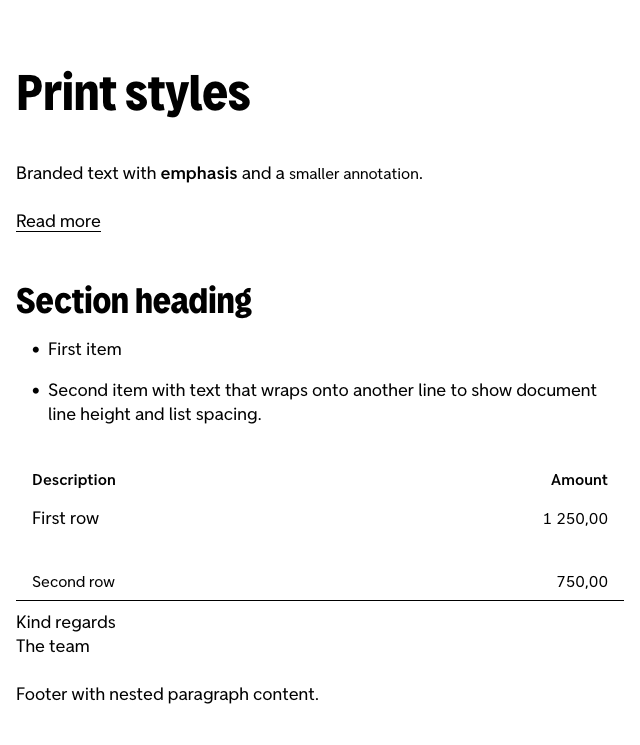 Print styles
Branded text with emphasis and a smaller annotation.
Read more
Section heading
• First item
• Second item with text that wraps onto another line to show document
line height and list spacing.
Description Amount
First row 1 250,00
Second row 750,00
Kind regards
The team
Footer with nested paragraph content.